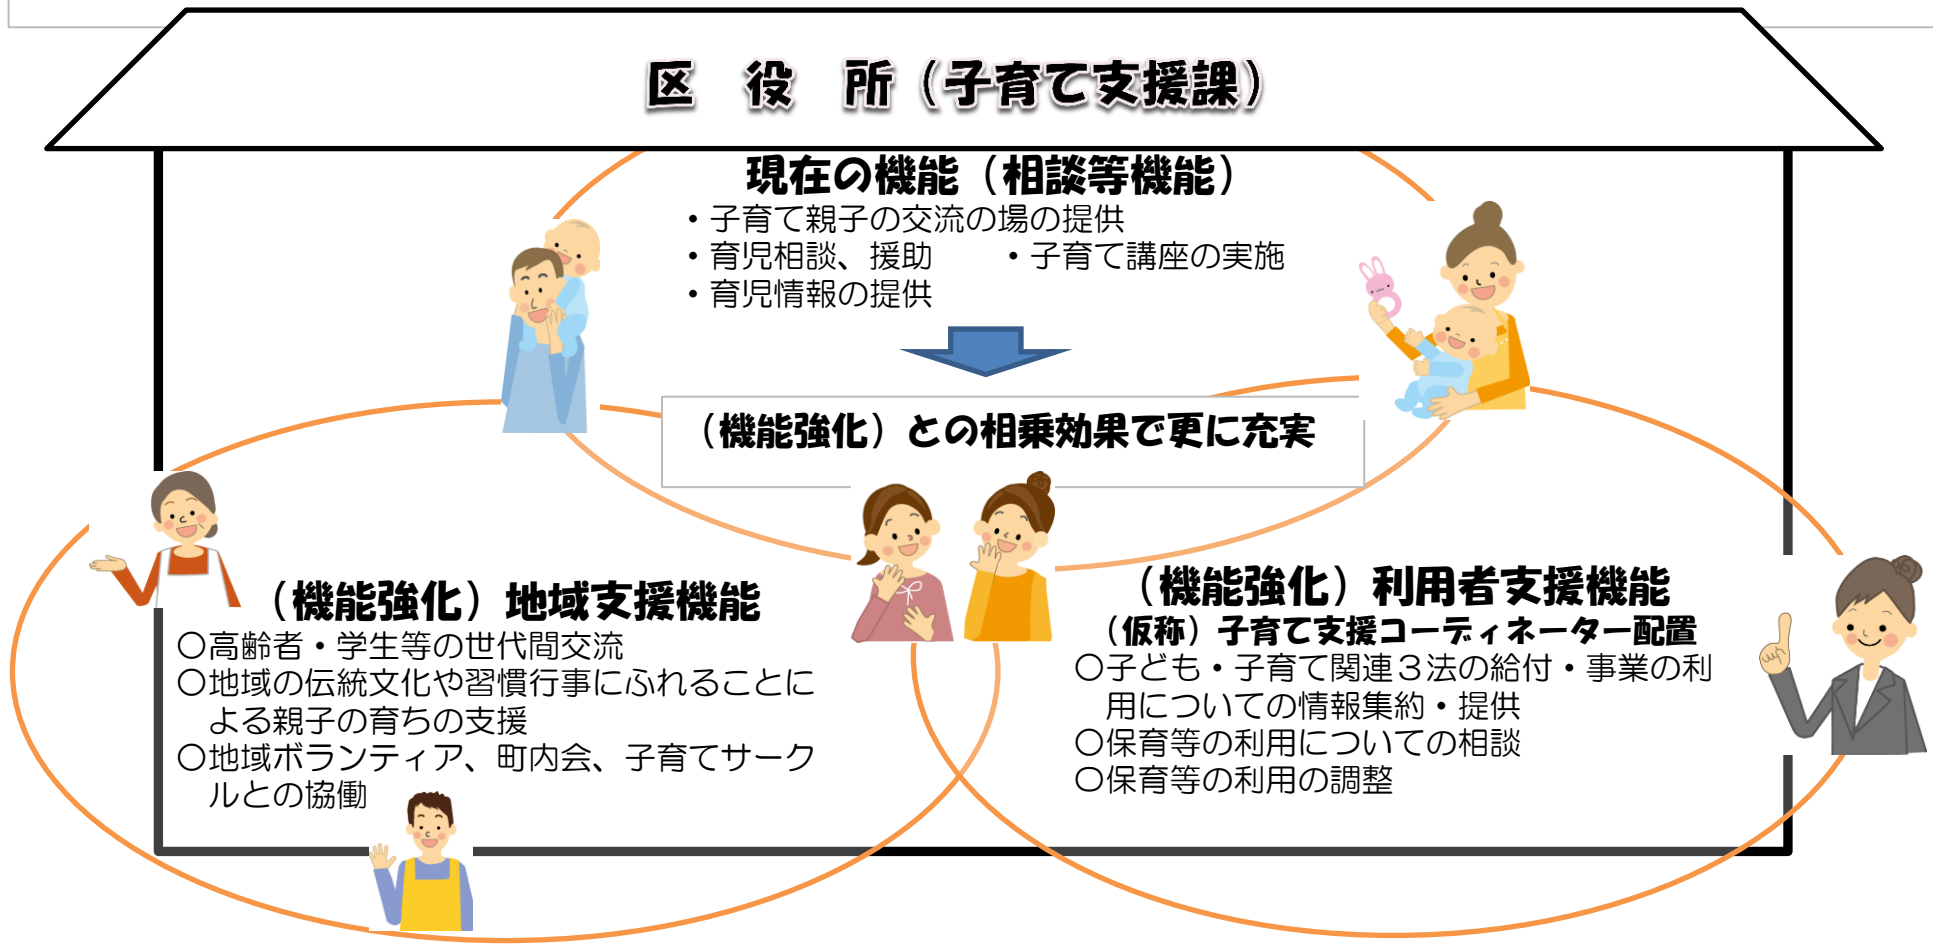 区　役　所（子育て支援課）
現在の機能（相談等機能）
・子育て親子の交流の場の提供
・育児相談、援助　　・子育て講座の実施
・育児情報の提供
（機能強化）との相乗効果で更に充実
（機能強化）地域支援機能
○高齢者・学生等の世代間交流
○地域の伝統文化や習慣行事にふれることに
よる親子の育ちの支援
○地域ボランティア、町内会、子育てサーク
ルとの協働
（機能強化）利用者支援機能
（仮称）子育て支援コーディネーター配置
○子ども・子育て関連３法の給付・事業の利
用についての情報集約・提供
○保育等の利用についての相談
○保育等の利用の調整